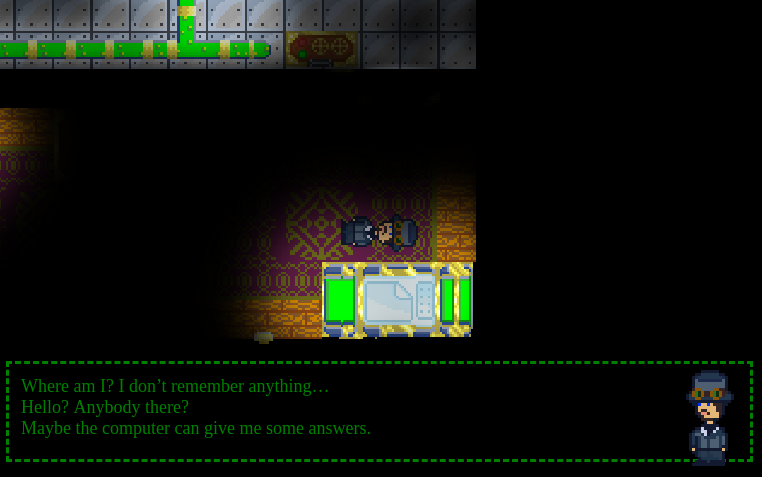 Where am I? I don’t remember anything…
Hello? Anybody there?
Maybe the computer can give me some answers.